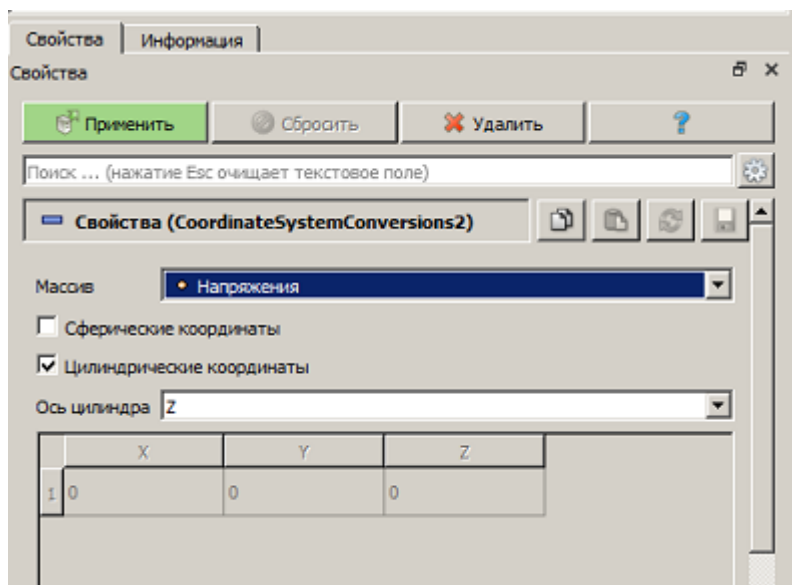 Свойства Информация
Свойства
Применить Сбросить Удалить ?
Поиск ... (нажатие Esc очищает текстовое поле)
Свойства (CoordinateSystemConversions2)
Массив Напряжения
Сферические координаты
Цилиндрические координаты
Ось цилиндра Z
X Y Z
1 0 0 0